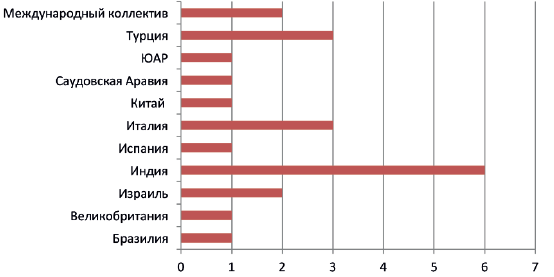 Международный коллектив
Турция
ЮАР
Саудовская Аравия
Китай
Италия
Испания
Индия
Израиль
Великобритания
Бразилия
0 1 2 3 4 5 6 7